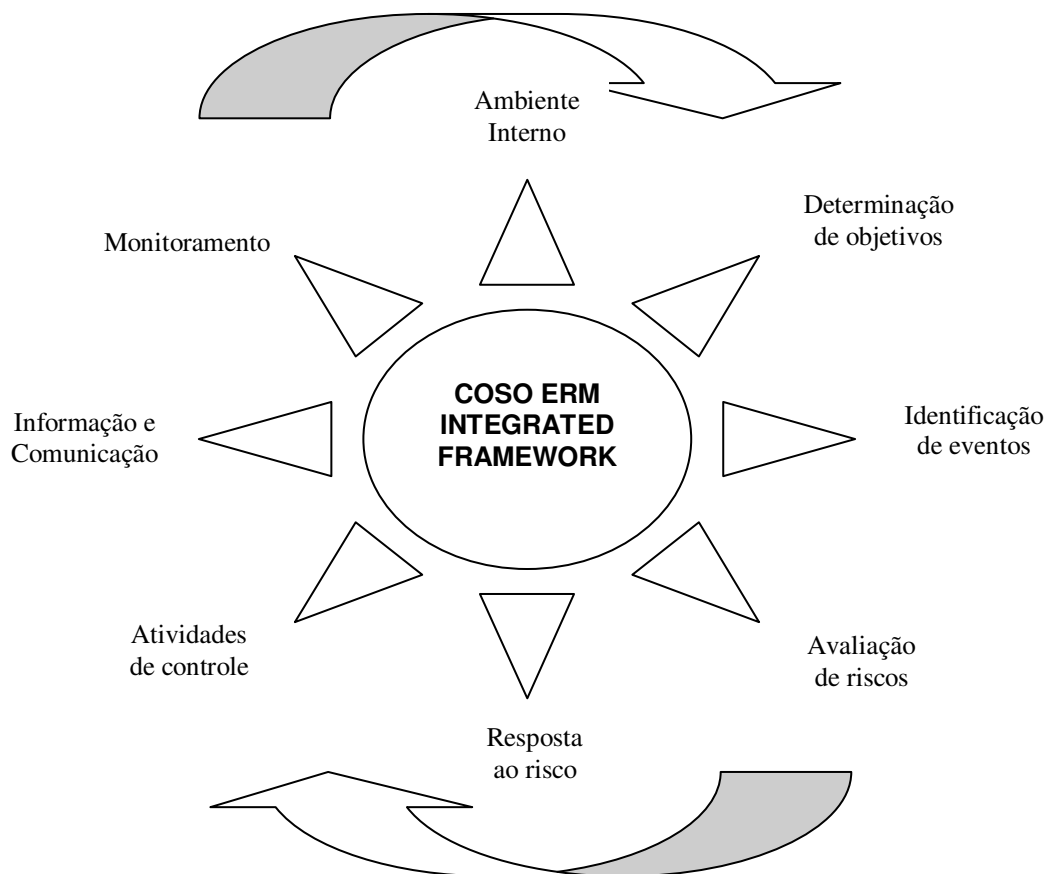 Ambiente
Interno
Determinação
de objetivos
Monitoramento
COSO ERM
INTEGRATED
FRAMEWORK
Informação e
Comunicação
Identificação
de eventos
Atividades
de controle
Avaliação
de riscos
Resposta
ao risco